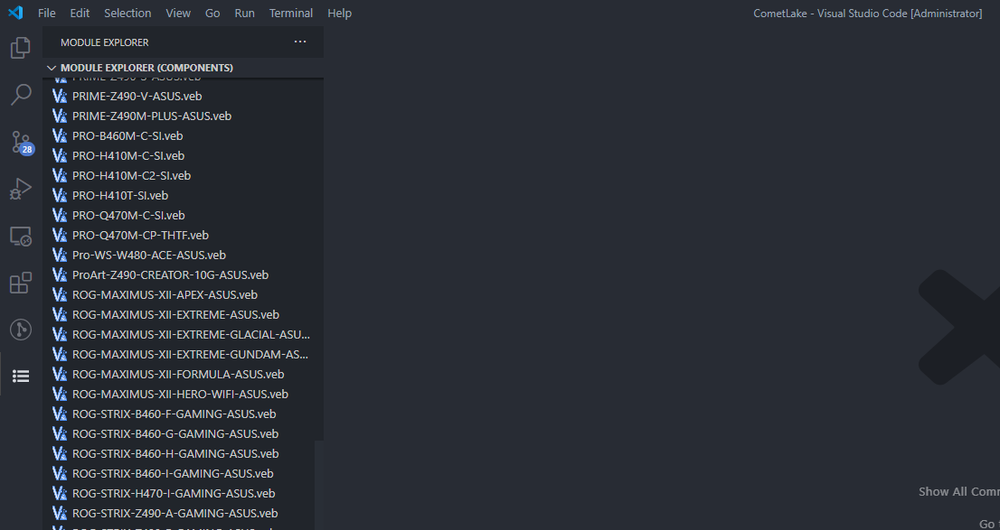 File Edit Selection View Go Run Terminal Help CometLake - Visual Studio Code [Administrator]
MODULE EXPLORER ...
MODULE EXPLORER (COMPONENTS)
PRIME-Z490-V-ASUS.veb
PRIME-Z490M-PLUS-ASUS.veb
PRO-B460M-C-SI.veb
28
PRO-H410M-C-SI.veb
PRO-H410M-C2-SI.veb
PRO-H410T-SI.veb
PRO-Q470M-C-SI.veb
PRO-Q470M-CP-THTF.veb
Pro-WS-W480-ACE-ASUS.veb
ProArt-Z490-CREATOR-10G-ASUS.veb
ROG-MAXIMUS-XII-APEX-ASUS.veb
ROG-MAXIMUS-XII-EXTREME-ASUS.veb
ROG-MAXIMUS-XII-EXTREME-GLACIAL-ASU...
ROG-MAXIMUS-XII-EXTREME-GUNDAM-AS...
ROG-MAXIMUS-XII-FORMULA-ASUS.veb
ROG-MAXIMUS-XII-HERO-WIFI-ASUS.veb
ROG-STRIX-B460-F-GAMING-ASUS.veb
ROG-STRIX-B460-G-GAMING-ASUS.veb
ROG-STRIX-B460-H-GAMING-ASUS.veb
ROG-STRIX-B460-I-GAMING-ASUS.veb
ROG-STRIX-H470-I-GAMING-ASUS.veb
ROG-STRIX-Z490-A-GAMING-ASUS.veb
Show All Com
Go